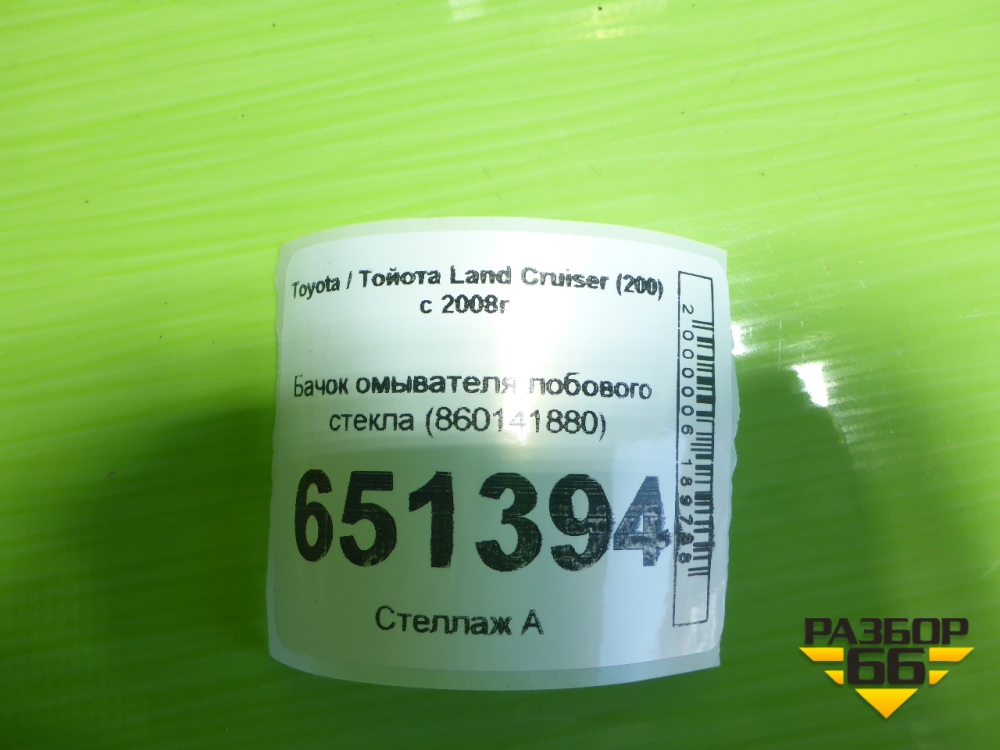 Toyota / Тойота Land Cruiser (200)
с 2008г
Бачок омывателя лобового
стекла (860141880)
651394
Стеллаж А
2000006189788
РАЗБОР
66